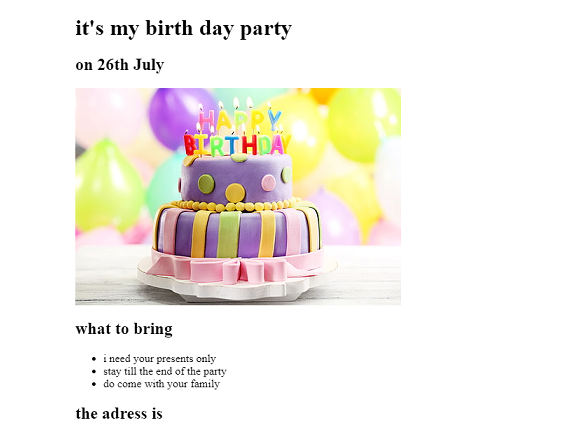 it's my birth day party
on 26th July
HAPPY
BIRTHDAY
what to bring
i need your presents only
stay till the end of the party
do come with your family
the adress is